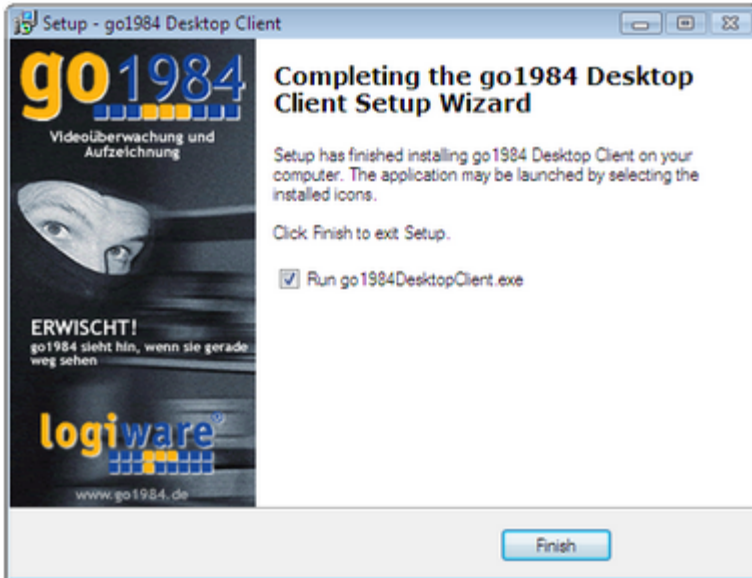 Setup - go1984 Desktop Client
go1984
Videoüberwachung und
Aufzeichnung
ERWISCHT!
go1984 sieht hin, wenn sie gerade
weg sehen
logiware®
www.go1984.de
Completing the go1984 Desktop
Client Setup Wizard
Setup has finished installing go1984 Desktop Client on your
computer. The application may be launched by selecting the
installed icons.
Click Finish to exit Setup.
Run go1984DesktopClient.exe
Finish